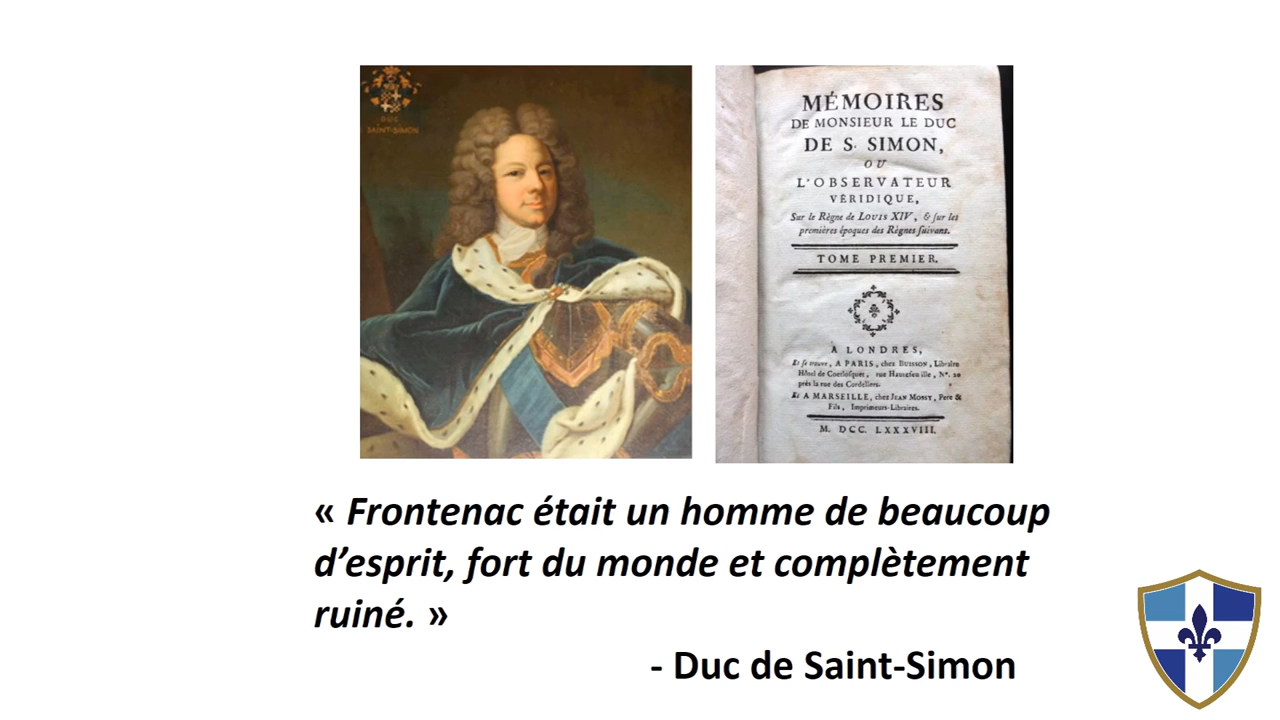 DUC
SAINT-SIMON
MÉMOIRES
DE MONSIEUR LE DUC
DE S. SIMON,
OU
L'OBSERVATEUR
VÉRIDIQUE,
Sur le Règne de LOUIS XIV, & sur les
premières époques des Règnes suivans.
TOME PREMIER.
A LONDRES,
Et se trouve, A PARIS, chez BUISSON, Libraire
Hôtel de Coetlosquet, rue Hautefeuille, N°. 20
près la rue des Cordeliers.
Et A MARSEILLE, chez JEAN MOSSY, Pere &
Fils, Imprimeurs-Libraires.
M. DCC. LXXXVIII.
« Frontenac était un homme de beaucoup
d’esprit, fort du monde et complètement
ruiné. »
- Duc de Saint-Simon